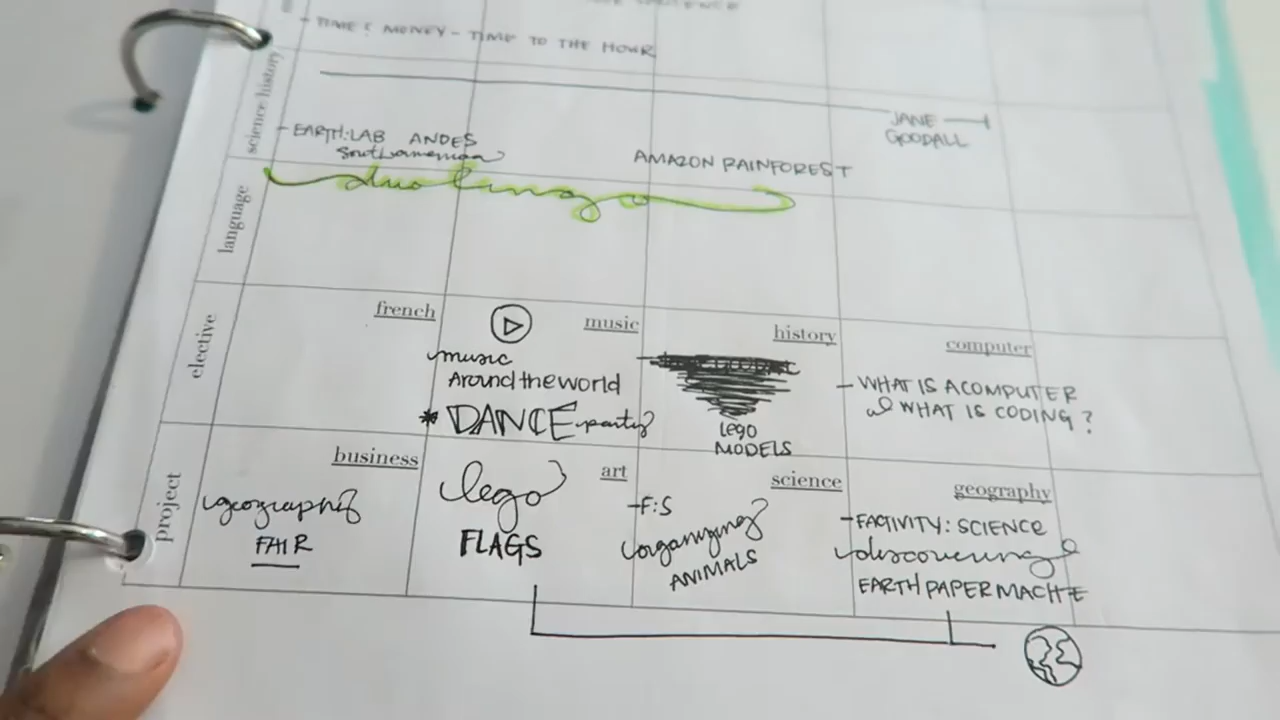 - TIME & MONEY - TIME TO THE HOUR
science history
JANE
GOODALL
- EARTH:LAB ANDES
South american
AMAZON RAINFOREST
language
duolingo
elective
french
music
history
computer
music
Around the world
* DANCE party
LEGO
MODELS
- WHAT IS A COMPUTER
WHAT IS CODING?
project
business
art
science
geography
geography
FAIR
lego
FLAGS
- F:S
organizing
ANIMALS
- FACTIVITY: SCIENCE
discovering
EARTH PAPER MACHE